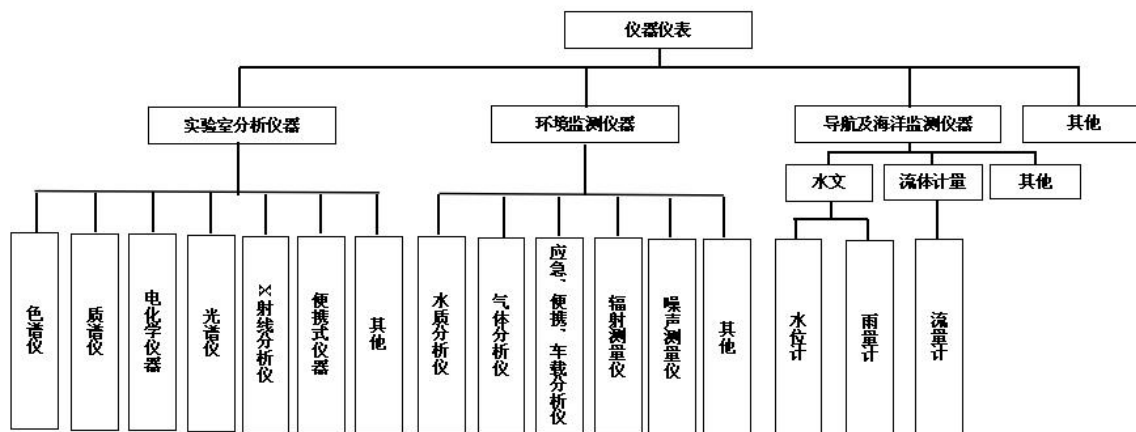 仪器仪表
实验室分析仪器
环境监测仪器
导航及海洋监测仪器
其他
水文
流体计量
其他
色谱仪
质谱仪
电化学仪器
光谱仪
X射线分析仪
便携式仪器
其他
水质分析仪
气体分析仪
应急，便携，车载分析仪
辐射测量仪
噪声测量仪
其他
水位计
雨量计
流量计